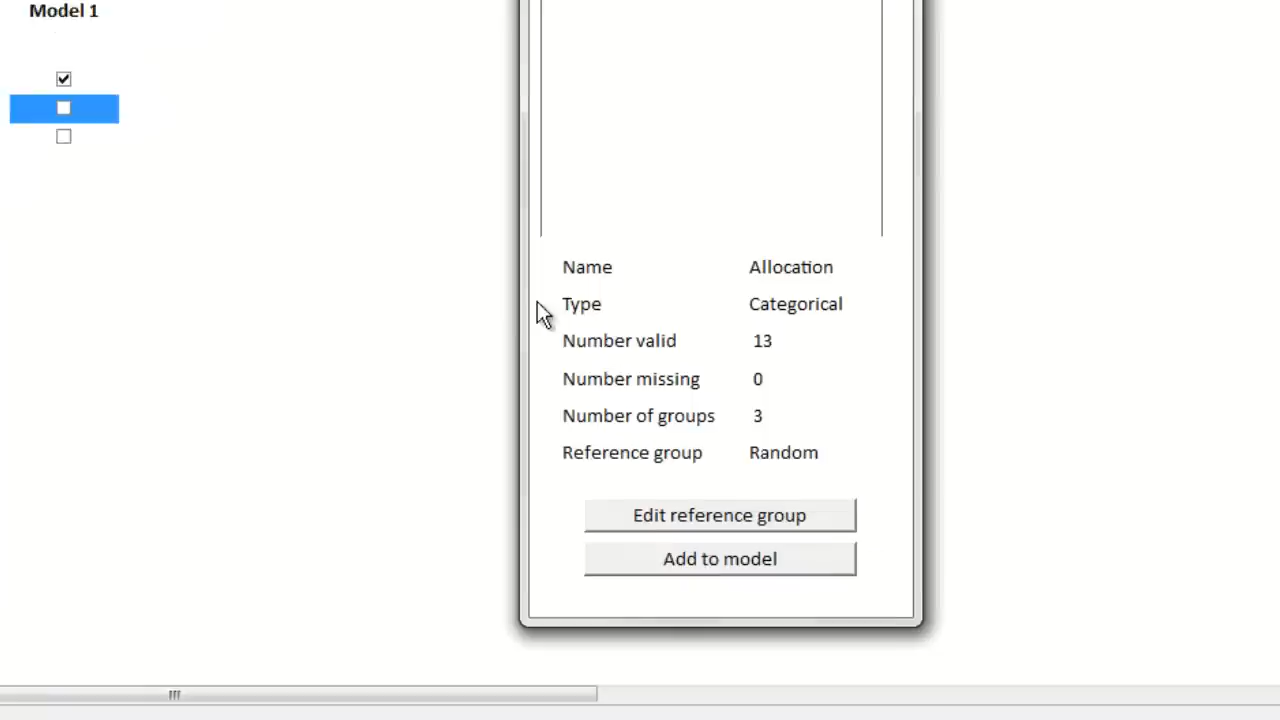 Model 1
Name Allocation
Type Categorical
Number valid 13
Number missing 0
Number of groups 3
Reference group Random
Edit reference group
Add to model